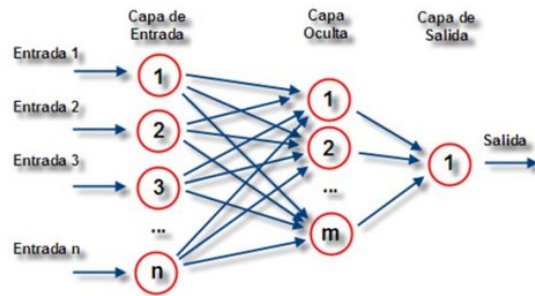 Capa de
Entrada
Capa
Oculta
Capa de
Salida
Entrada 1
1
Entrada 2
2
Entrada 3
3
...
Entrada n
n
1
2
...
m
1
Salida